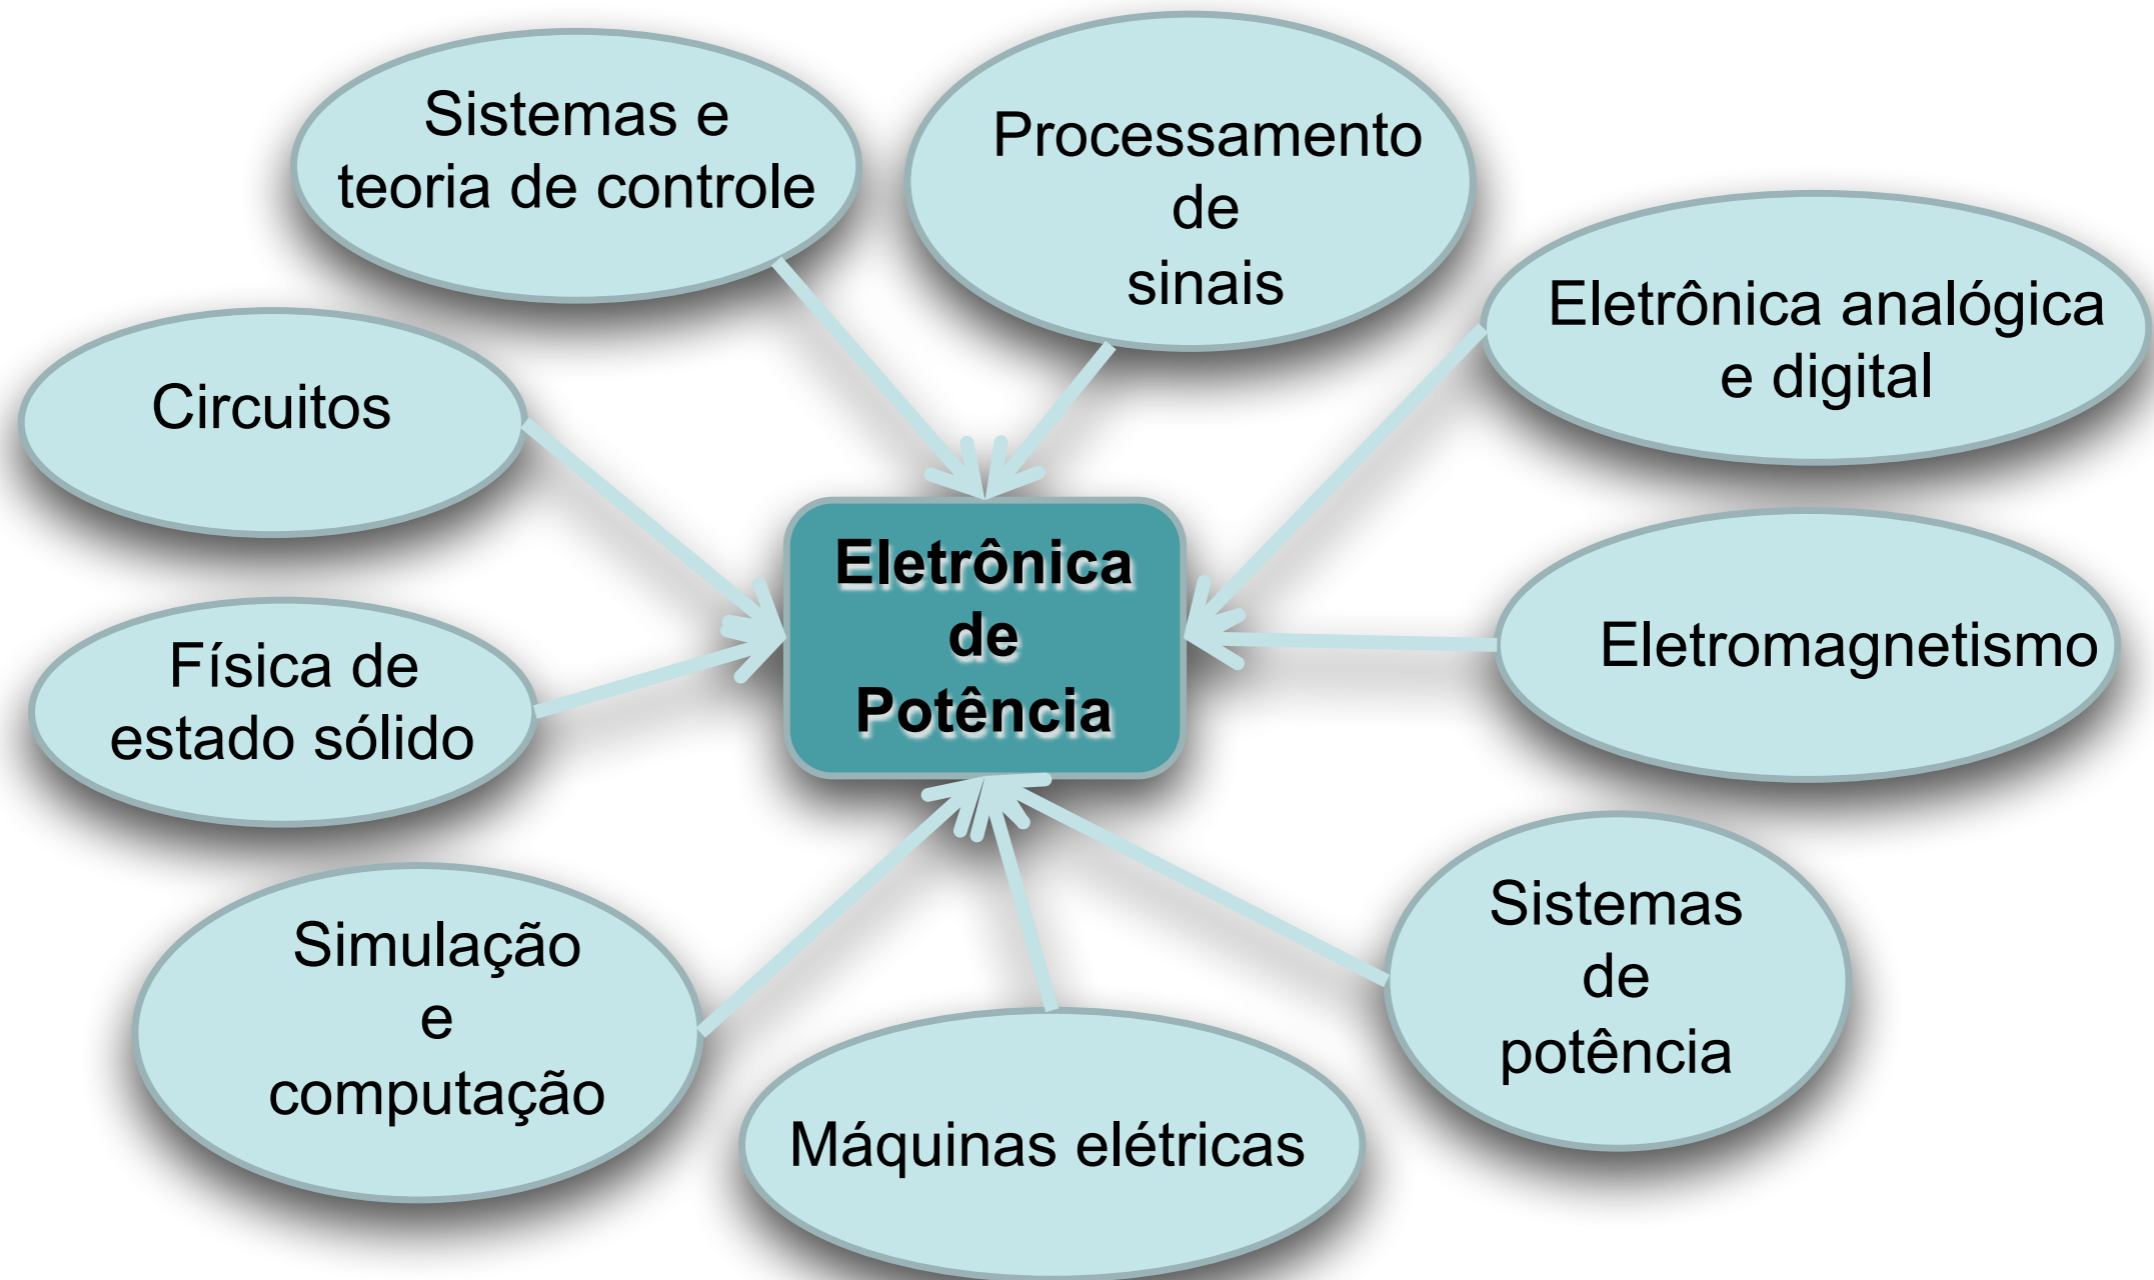 Sistemas e
teoria de controle
Processamento
de
sinais
Eletrônica analógica
e digital
Circuitos
Eletrônica
de
Potência
Eletromagnetismo
Física de
estado sólido
Sistemas
de
potência
Simulação
e
computação
Máquinas elétricas